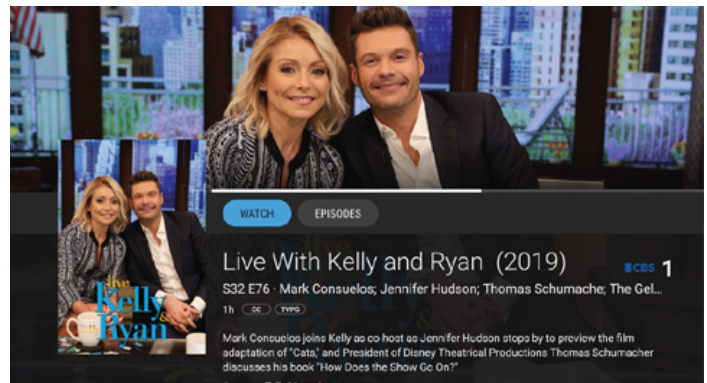 WATCH
EPISODES
Live With Kelly and Ryan (2019)
CBS 1
S32 E76 · Mark Consuelos; Jennifer Hudson; Thomas Schumache; The Gel...
1h CC TVPG
Mark Consuelos joins Kelly as co-host as Jennifer Hudson stops by to preview the film
adaptation of "Cats," and President of Disney Theatrical Productions Thomas Schumacher
discusses his book "How Does the Show Go On?"
live
Kelly
&
Ryan